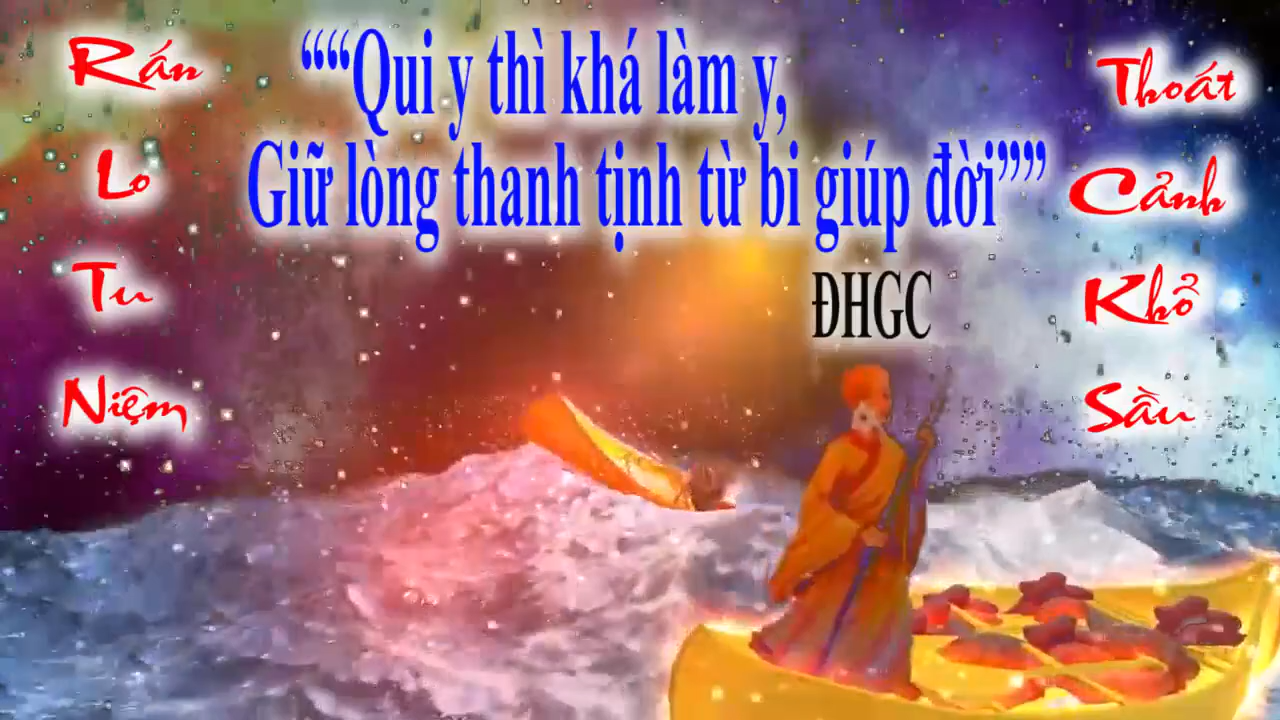 ““Qui y thì khá làm y,
Giữ lòng thanh tịnh từ bi giúp đời””
ĐHGC
Rán
Lo
Tu
Niệm
Thoát
Cảnh
Khổ
Sầu